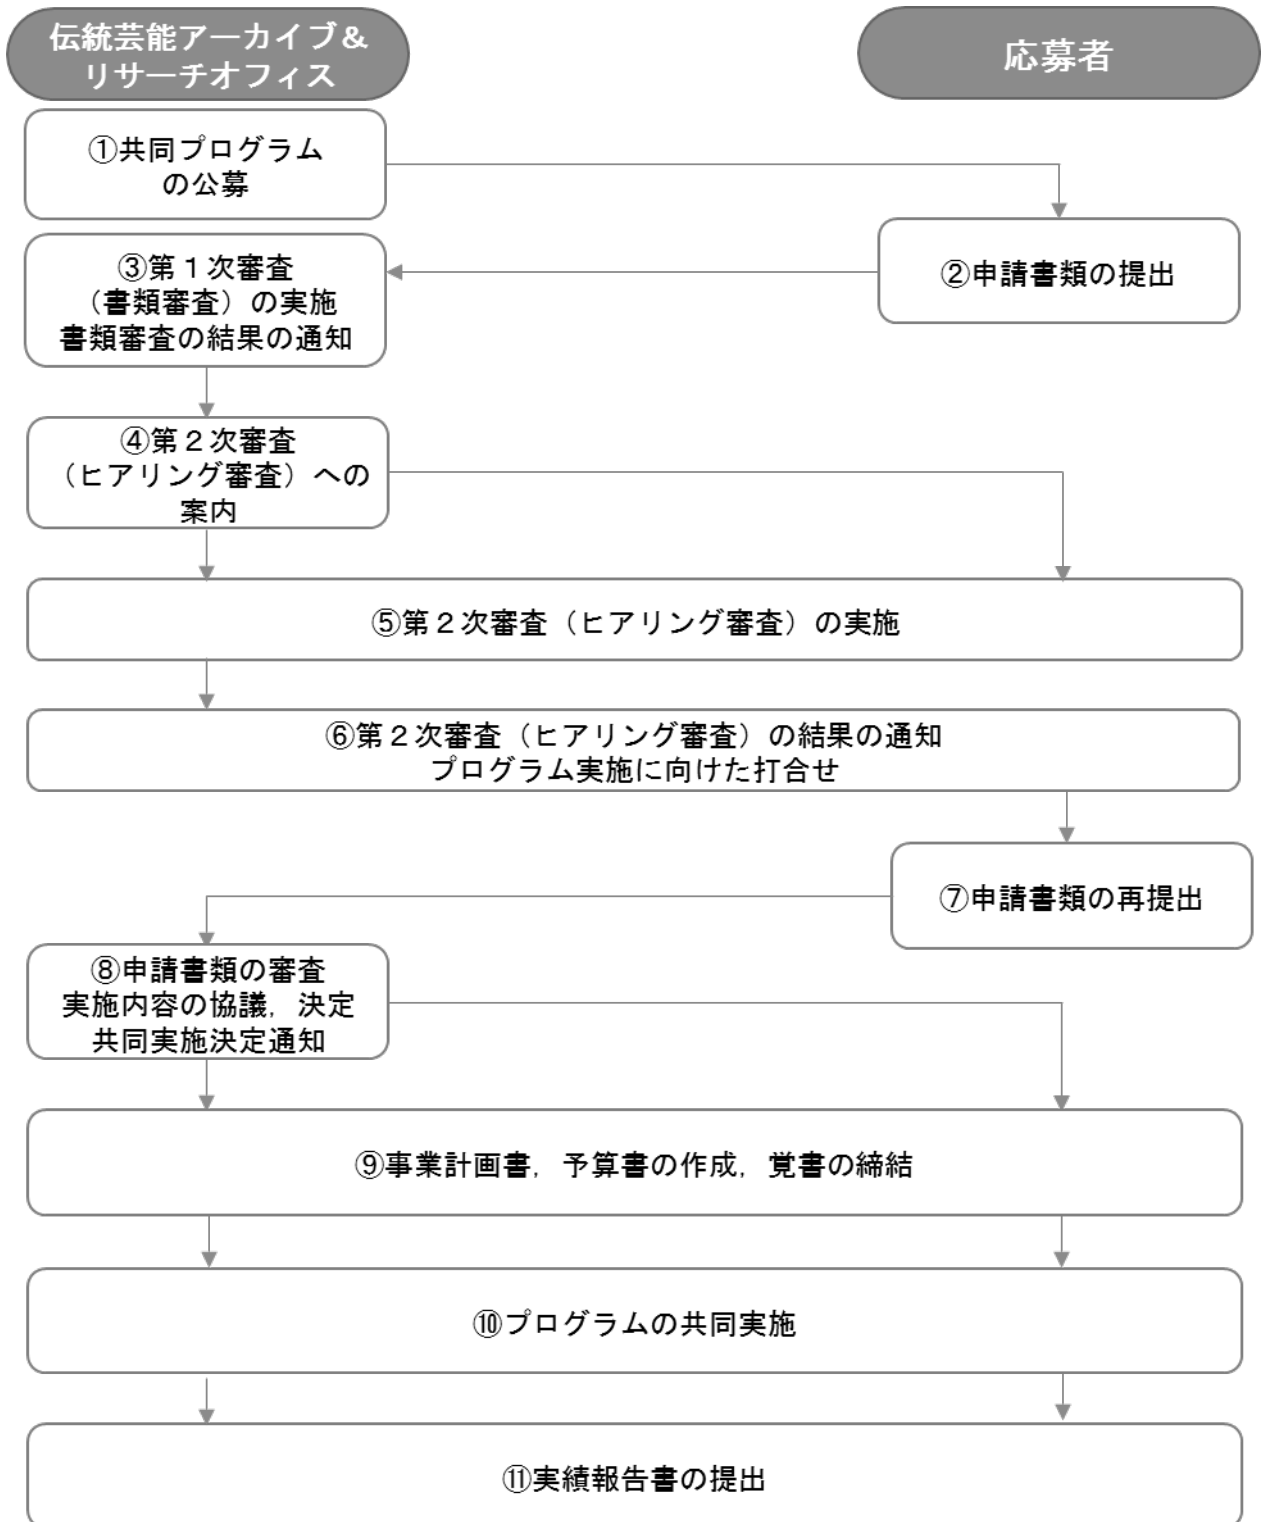 伝統芸能アーカイブ＆
リサーチオフィス
応募者
①共同プログラム
の公募
②申請書類の提出
③第１次審査
（書類審査）の実施
書類審査の結果の通知
④第２次審査
（ヒアリング審査）への
案内
⑤第２次審査（ヒアリング審査）の実施
⑥第２次審査（ヒアリング審査）の結果の通知
プログラム実施に向けた打合せ
⑦申請書類の再提出
⑧申請書類の審査
実施内容の協議，決定
共同実施決定通知
⑨事業計画書，予算書の作成，覚書の締結
⑩プログラムの共同実施
⑪実績報告書の提出